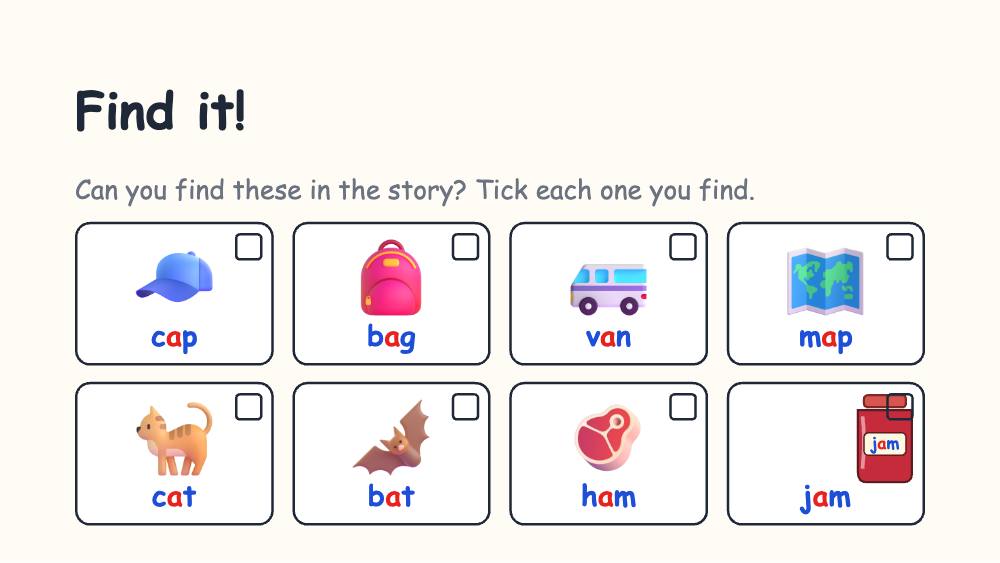 Find it!
Can you find these in the story? Tick each one you find.
cap bag van map
jam
cat bat ham jam